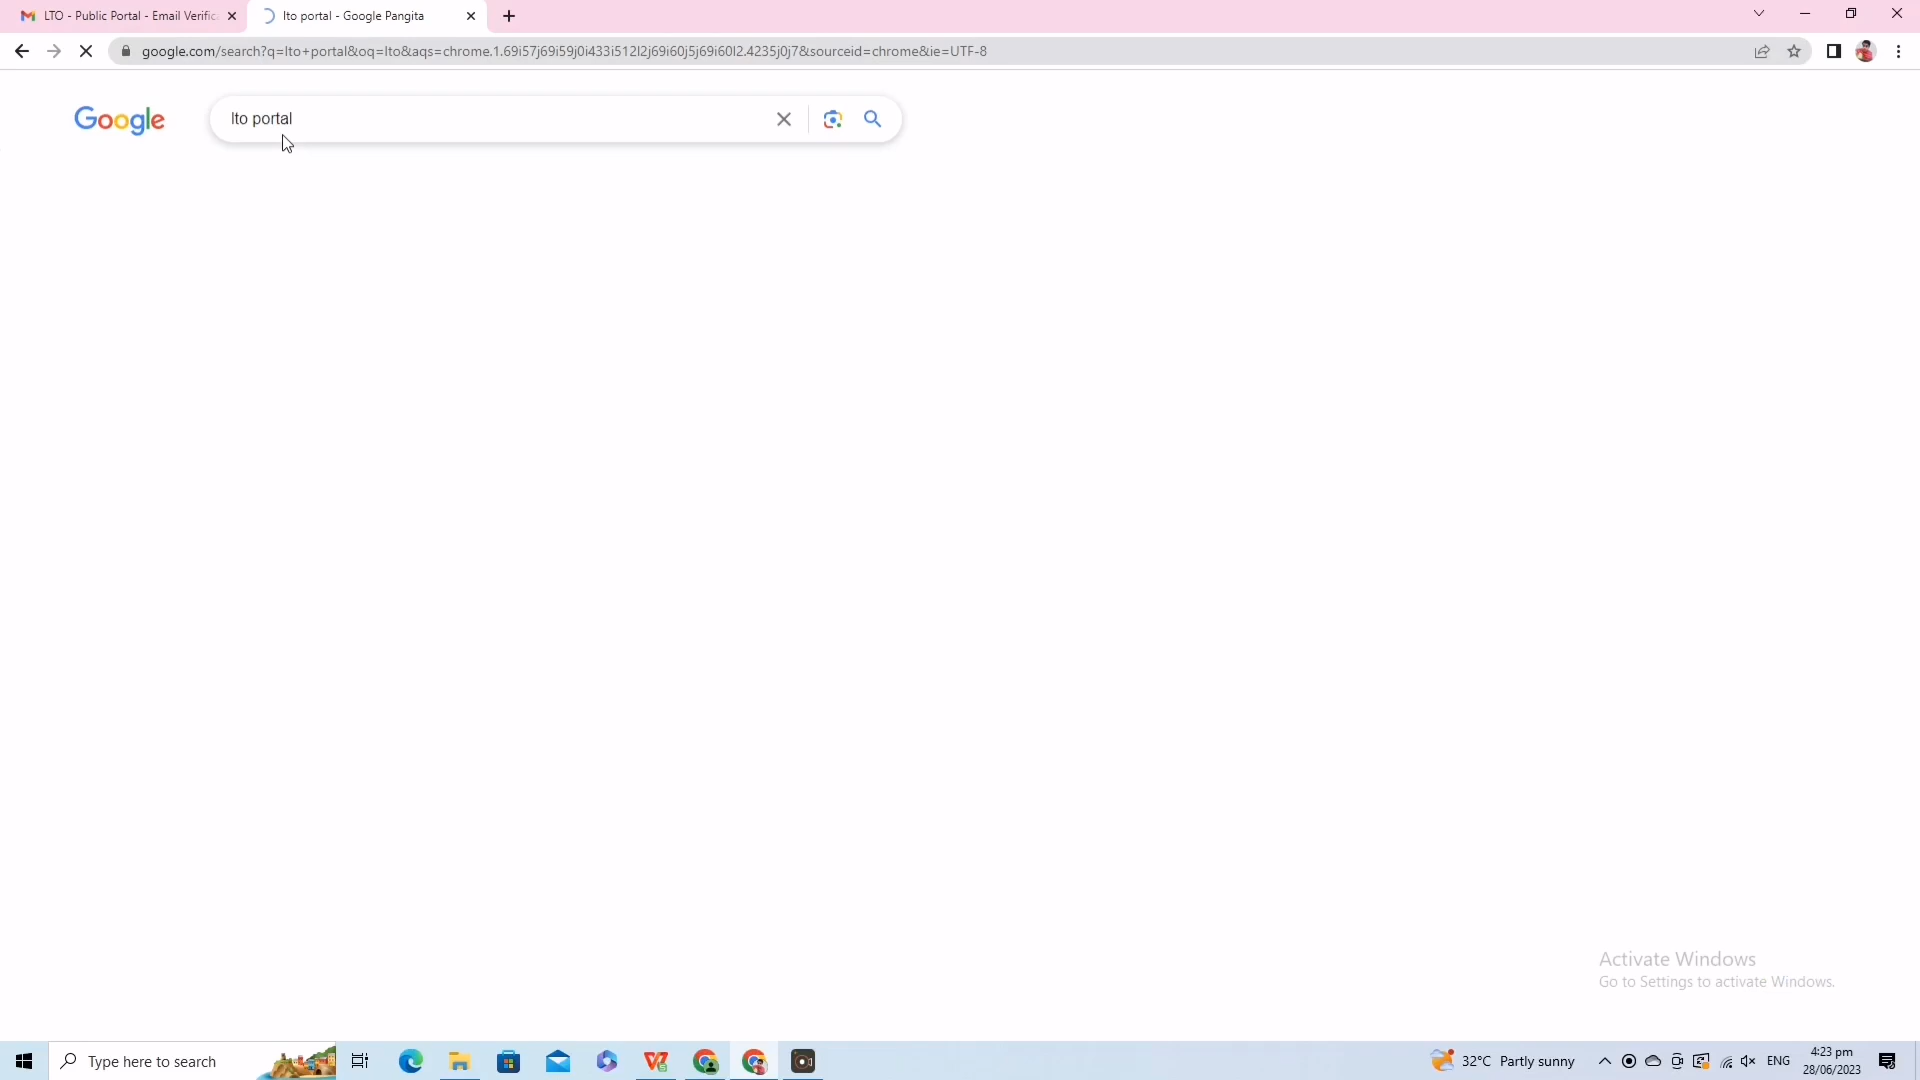 LTO - Public Portal - Email Verific
lto portal - Google Pangita
google.com/search?q=lto+portal&oq=lto&aqs=chrome.1.69i57j69i59j0i433i512l2j69i60j5j69i60l2.4235j0j7&sourceid=chrome&ie=UTF-8
Google
lto portal
Activate Windows
Go to Settings to activate Windows.
Type here to search
32°C Partly sunny
ENG
4:23 pm
28/06/2023